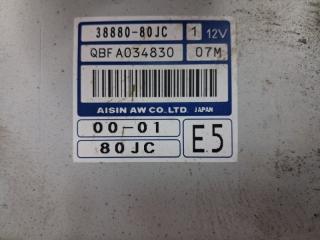 38880-80JC 1 12V
QBFA034830 07M
AISIN AW CO.,LTD. JAPAN
00-01
80JC E5